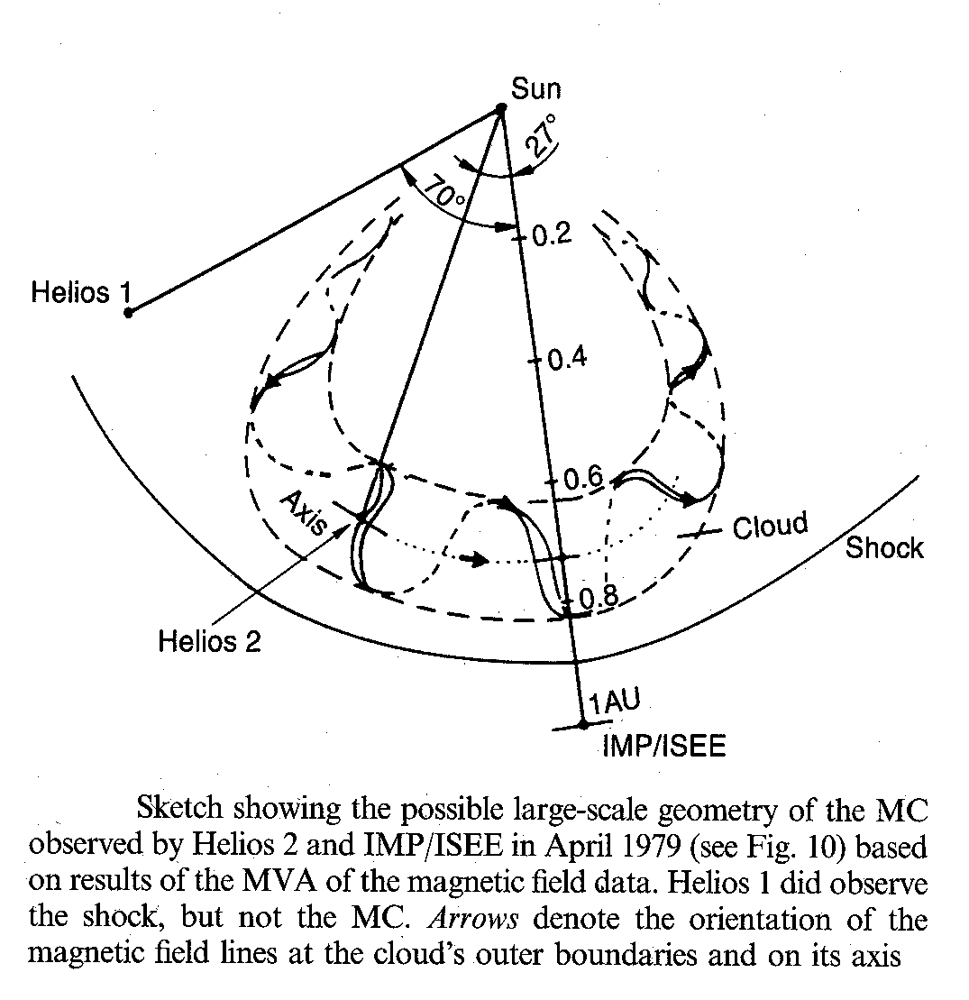 Sun
27°
70°
0.2
Helios 1
0.4
0.6
Axis
Cloud
Shock
0.8
Helios 2
1AU
IMP/ISEE
Sketch showing the possible large-scale geometry of the MC
observed by Helios 2 and IMP/ISEE in April 1979 (see Fig. 10) based
on results of the MVA of the magnetic field data. Helios 1 did observe
the shock, but not the MC. Arrows denote the orientation of the
magnetic field lines at the cloud's outer boundaries and on its axis